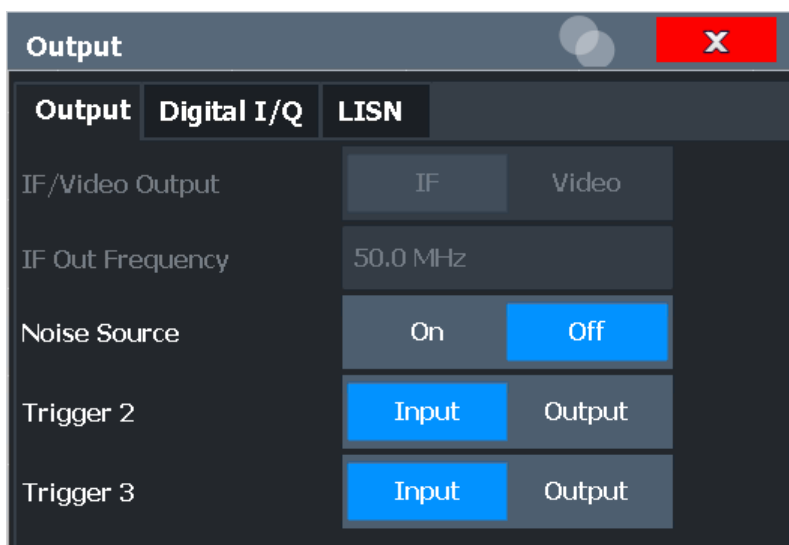 Output X
Output Digital I/Q LISN
IF/Video Output IF Video
IF Out Frequency 50.0 MHz
Noise Source On Off
Trigger 2 Input Output
Trigger 3 Input Output